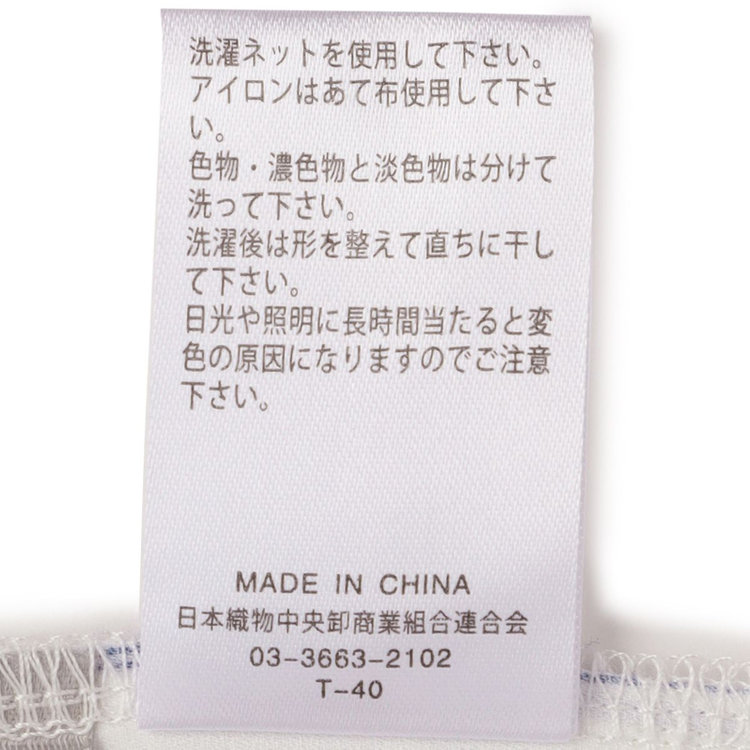 洗濯ネットを使用して下さい。
アイロンはあて布使用して下さ
い。
色物・濃色物と淡色物は分けて
洗って下さい。
洗濯後は形を整えて直ちに干し
て下さい。
日光や照明に長時間当たると変
色の原因になりますのでご注意
下さい。
MADE IN CHINA
日本織物中央卸商業組合連合会
03-3663-2102
T-40